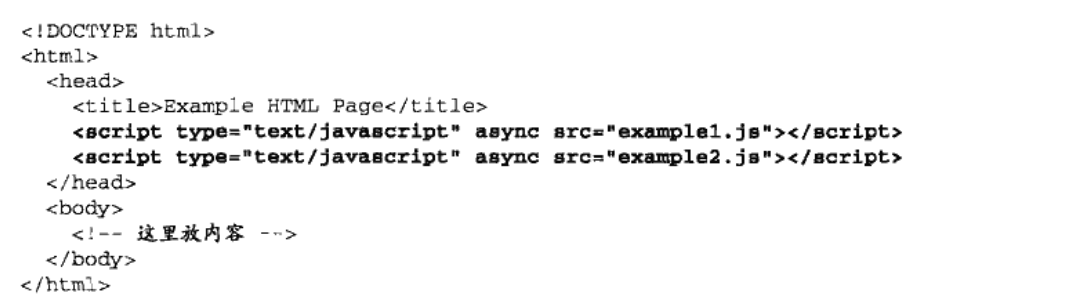 <!DOCTYPE html>
<html>
<head>
<title>Example HTML Page</title>
<script type="text/javascript" async src="example1.js"></script>
<script type="text/javascript" async src="example2.js"></script>
</head>
<body>
<!-- 这里放内容 -->
</body>
</html>